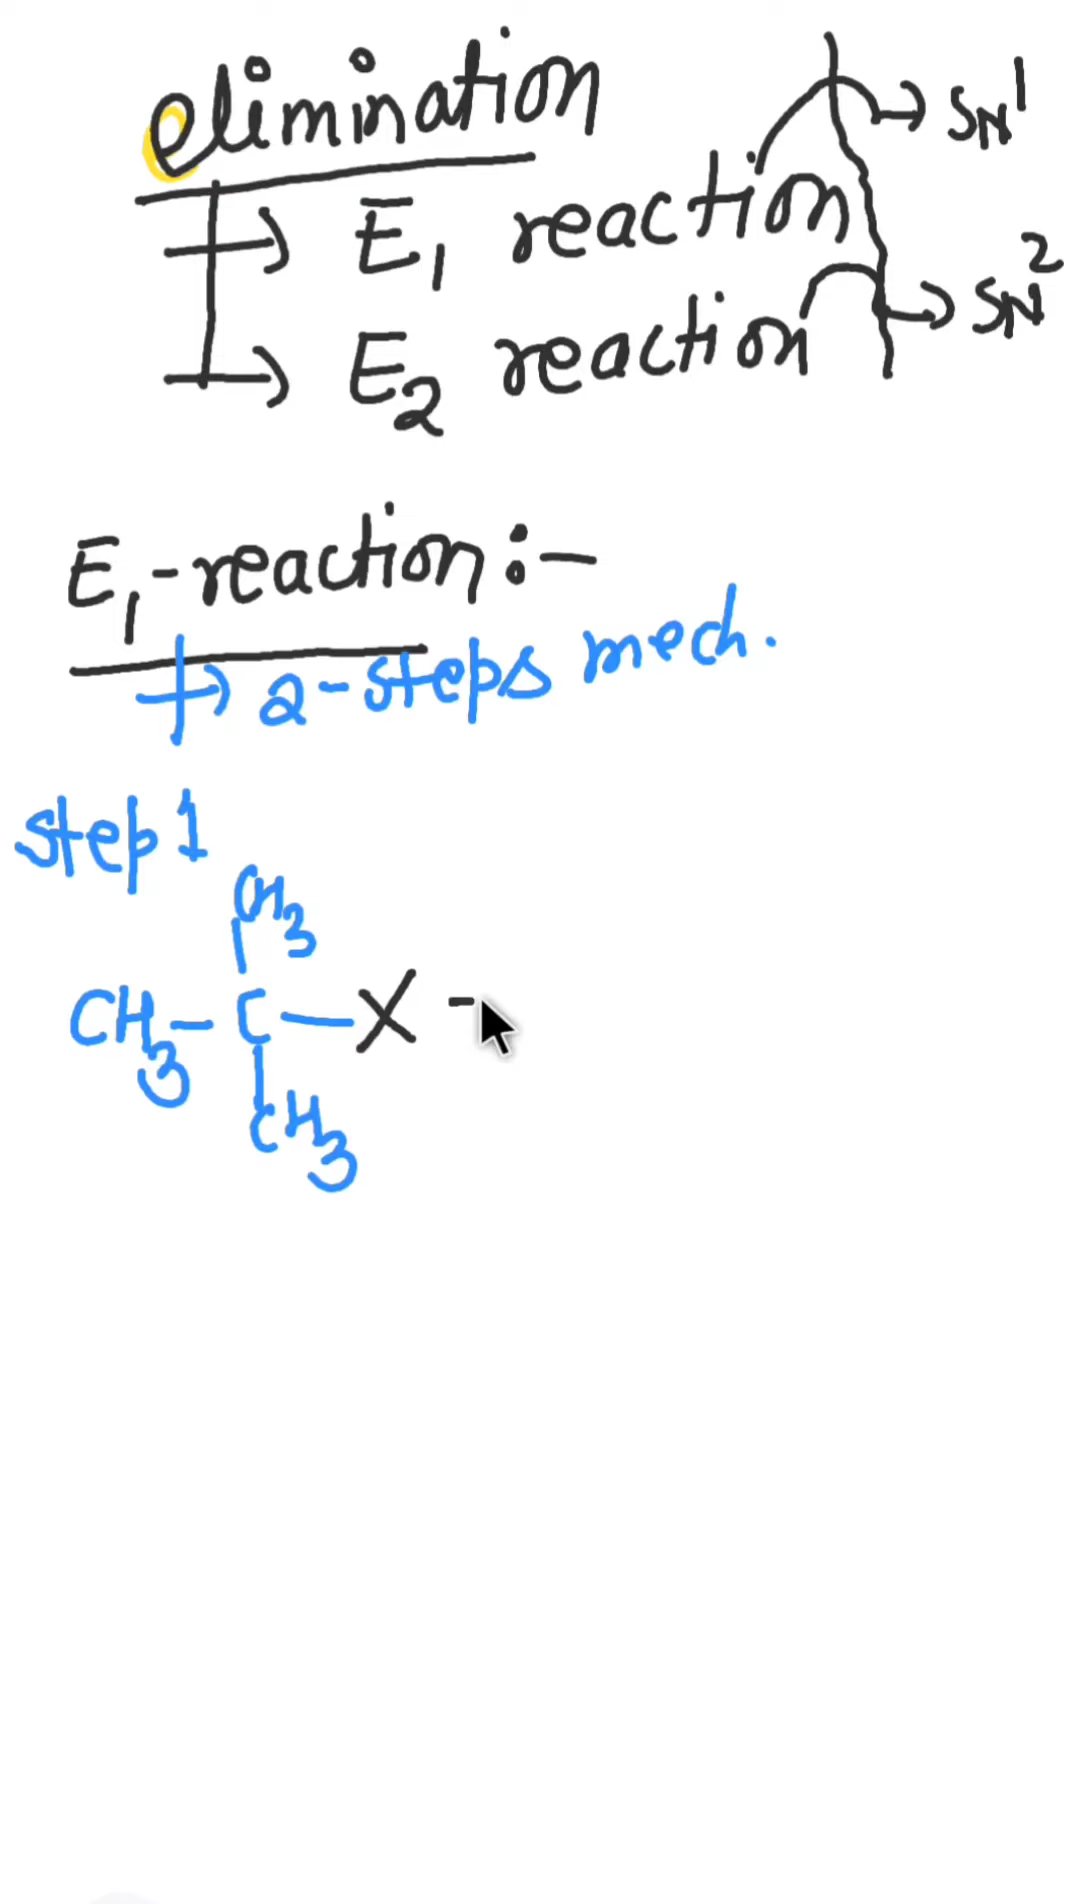 elimination
→ E₁ reaction → SN¹
→ E₂ reaction → SN²
E₁-reaction:-
→ 2-steps mech.
step 1
CH₃
CH₃-C-X -
CH₃